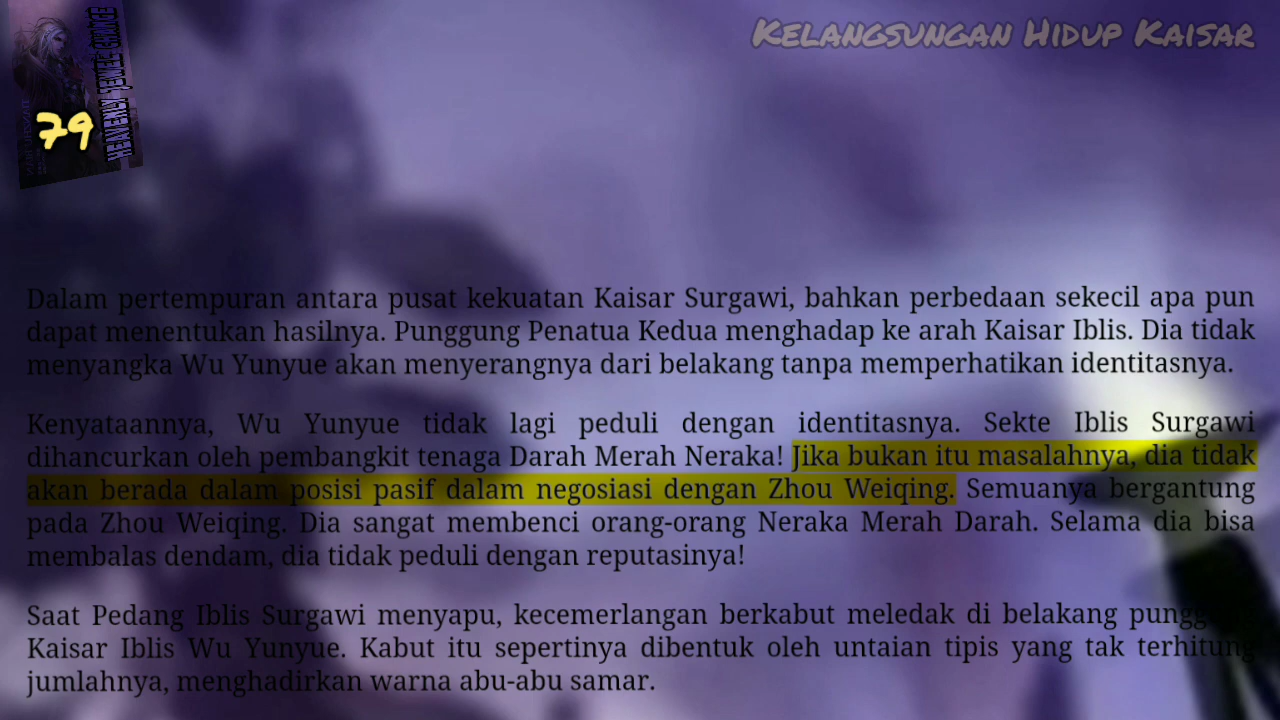 Kelangsungan Hidup Kaisar
HEAVENLY JEWEL CHANGE
79
Dalam pertempuran antara pusat kekuatan Kaisar Surgawi, bahkan perbedaan sekecil apa pun
dapat menentukan hasilnya. Punggung Penatua Kedua menghadap ke arah Kaisar Iblis. Dia tidak
menyangka Wu Yunyue akan menyerangnya dari belakang tanpa memperhatikan identitasnya.
Kenyataannya, Wu Yunyue tidak lagi peduli dengan identitasnya. Sekte Iblis Surgawi
dihancurkan oleh pembangkit tenaga Darah Merah Neraka! Jika bukan itu masalahnya, dia tidak
akan berada dalam posisi pasif dalam negosiasi dengan Zhou Weiqing. Semuanya bergantung
pada Zhou Weiqing. Dia sangat membenci orang-orang Neraka Merah Darah. Selama dia bisa
membalas dendam, dia tidak peduli dengan reputasinya!
Saat Pedang Iblis Surgawi menyapu, kecemerlangan berkabut meledak di belakang punggung
Kaisar Iblis Wu Yunyue. Kabut itu sepertinya dibentuk oleh untaian tipis yang tak terhitung
jumlahnya, menghadirkan warna abu-abu samar.